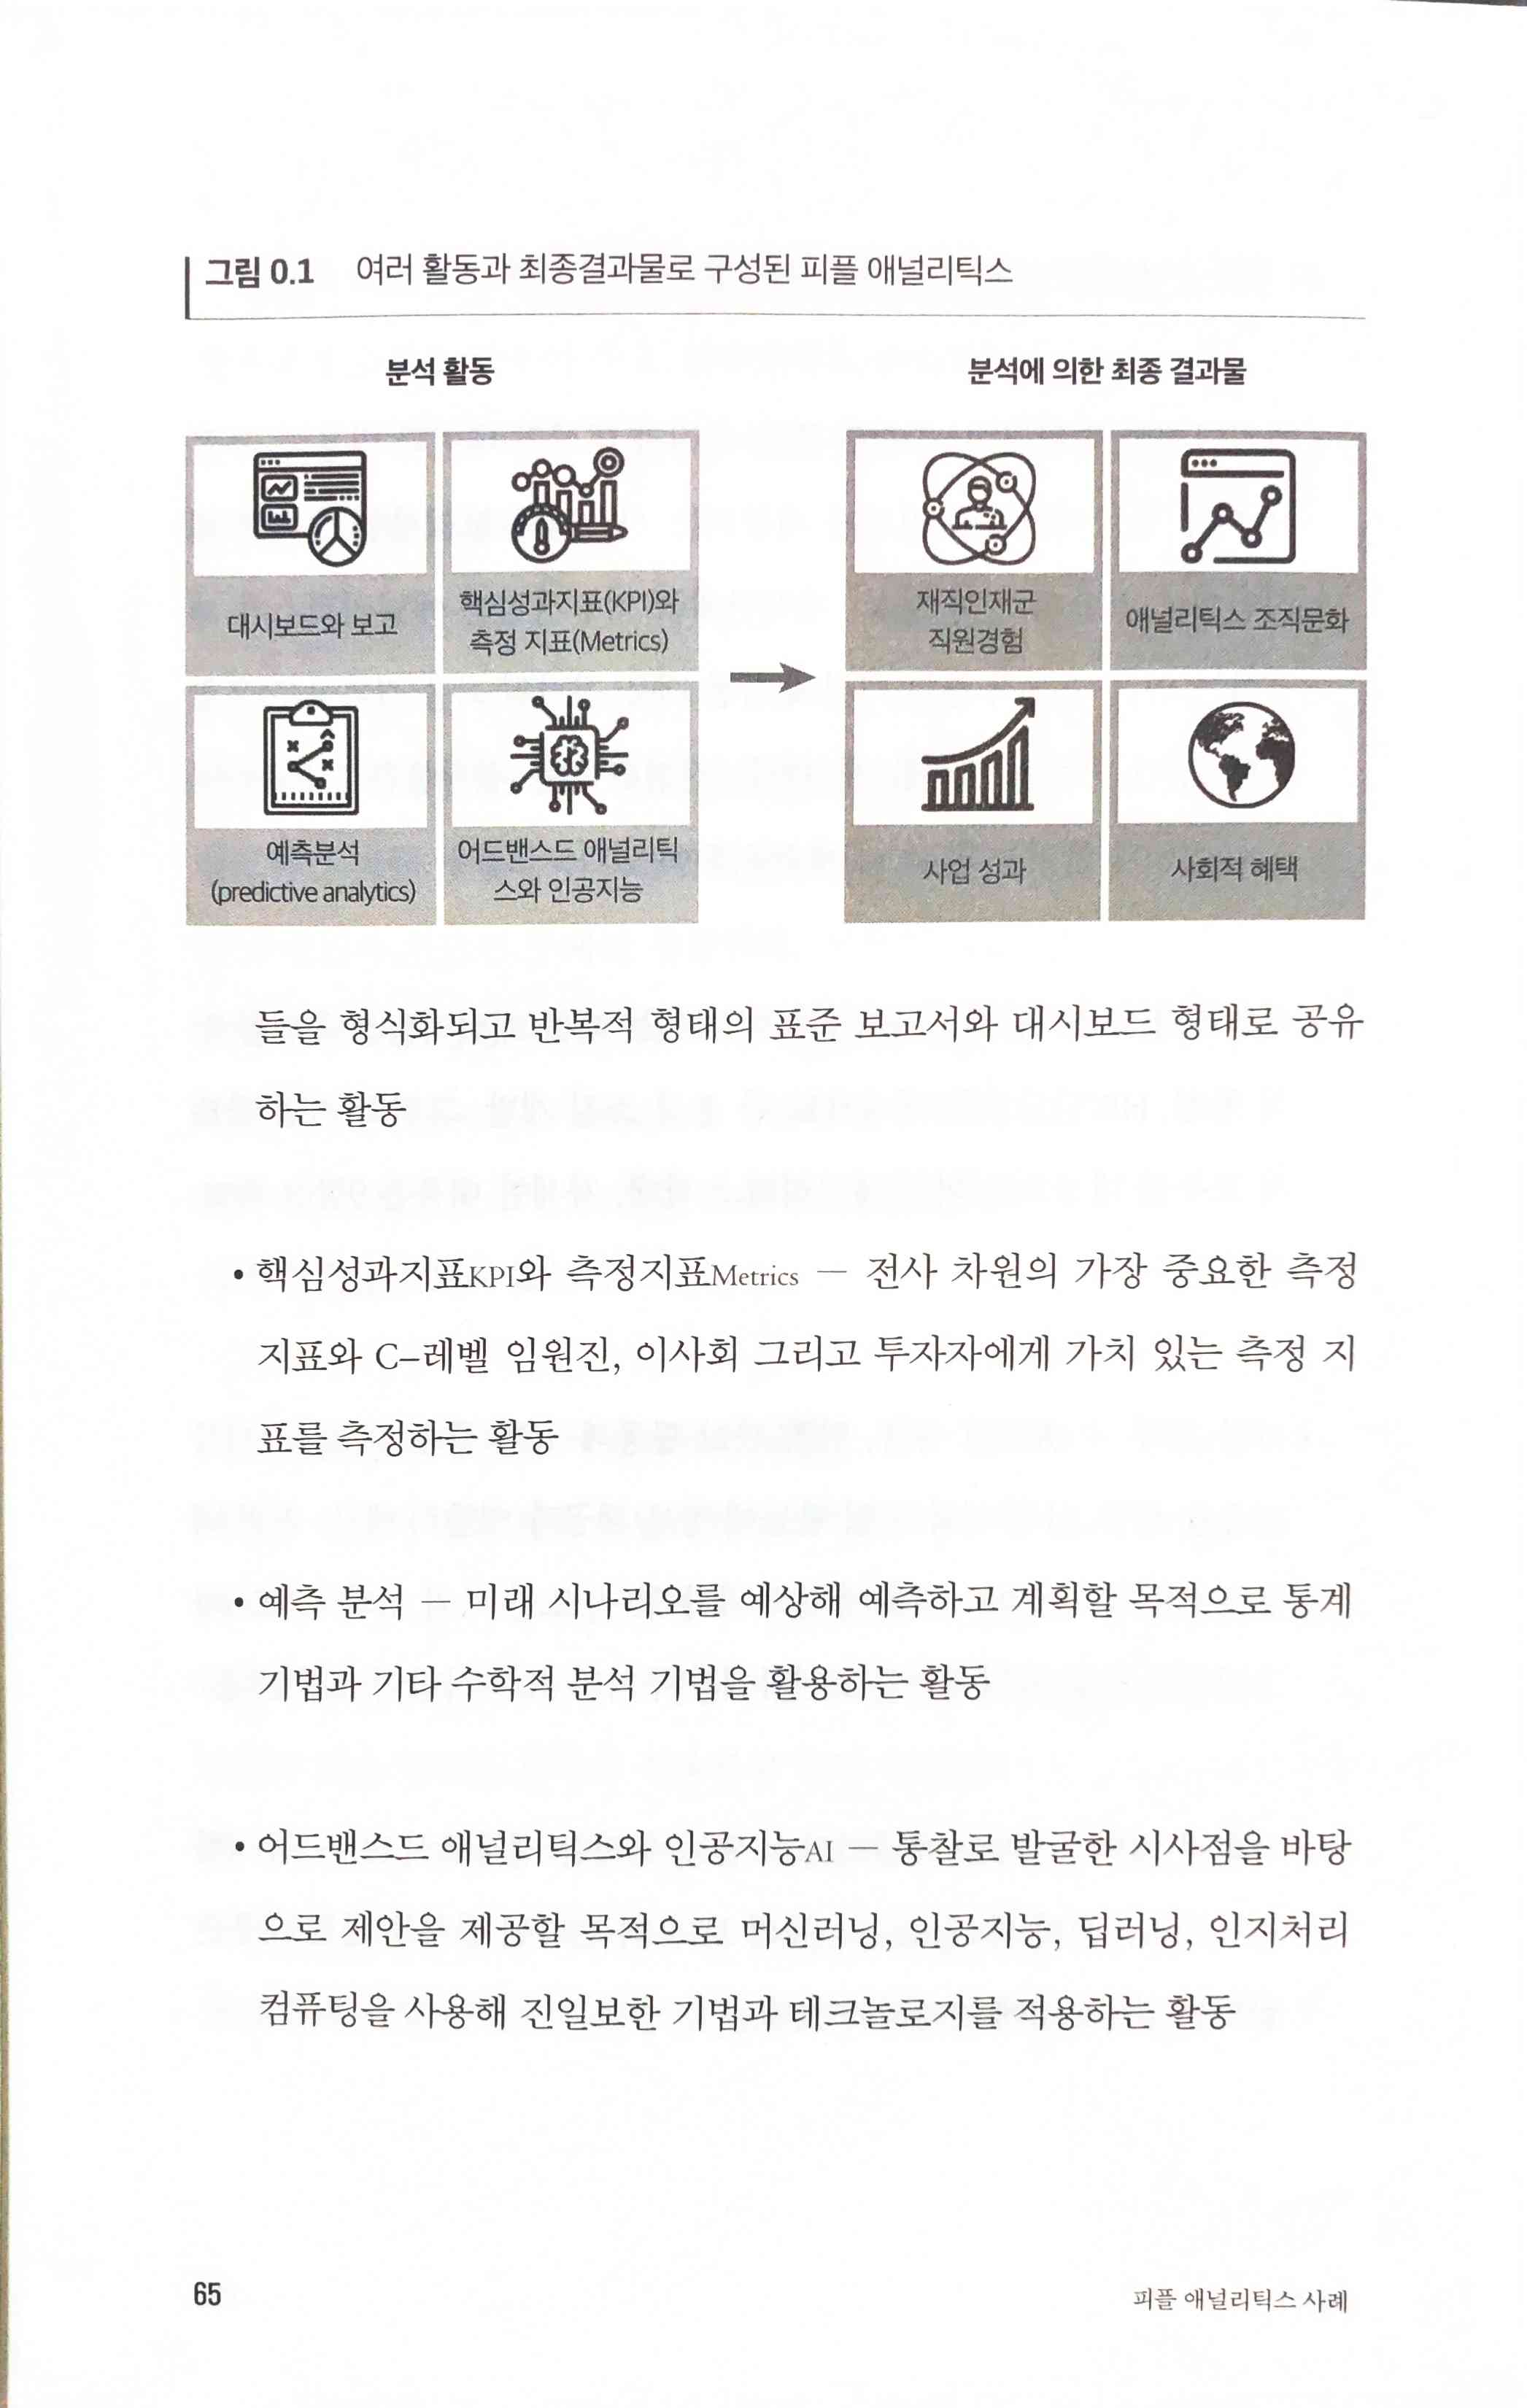 그림 0.1 여러 활동과 최종결과물로 구성된 피플 애널리틱스
분석 활동
분석에 의한 최종 결과물
대시보드와 보고
핵심성과지표(KPI)와
측정 지표(Metrics)
재직인재군
직원경험
애널리틱스 조직문화
예측분석
(predictive analytics)
어드밴스드 애널리틱
스와 인공지능
사업 성과
사회적 혜택
들을 형식화되고 반복적 형태의 표준 보고서와 대시보드 형태로 공유
하는 활동
• 핵심성과지표KPI와 측정지표Metrics — 전사 차원의 가장 중요한 측정
지표와 C-레벨 임원진, 이사회 그리고 투자자에게 가치 있는 측정 지
표를 측정하는 활동
• 예측 분석 — 미래 시나리오를 예상해 예측하고 계획할 목적으로 통계
기법과 기타 수학적 분석 기법을 활용하는 활동
• 어드밴스드 애널리틱스와 인공지능AI — 통찰로 발굴한 시사점을 바탕
으로 제안을 제공할 목적으로 머신러닝, 인공지능, 딥러닝, 인지처리
컴퓨팅을 사용해 진일보한 기법과 테크놀로지를 적용하는 활동
65
피플 애널리틱스 사례